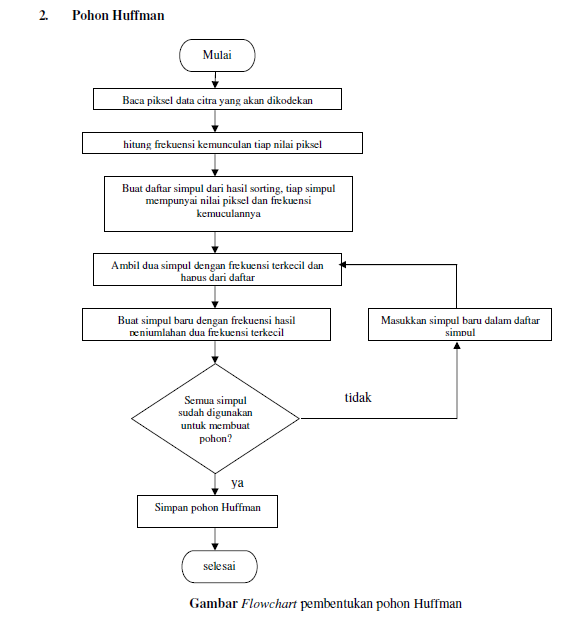 2. Pohon Huffman
Mulai
Baca piksel data citra yang akan dikodekan
hitung frekuensi kemunculan tiap nilai piksel
Buat daftar simpul dari hasil sorting, tiap simpul
mempunyai nilai piksel dan frekuensi
kemuculannya
Ambil dua simpul dengan frekuensi terkecil dan
hapus dari daftar
Buat simpul baru dengan frekuensi hasil
penjumlahan dua frekuensi terkecil
Masukkan simpul baru dalam daftar
simpul
Semua simpul
sudah digunakan
untuk membuat
pohon?
tidak
ya
Simpan pohon Huffman
selesai
Gambar Flowchart pembentukan pohon Huffman